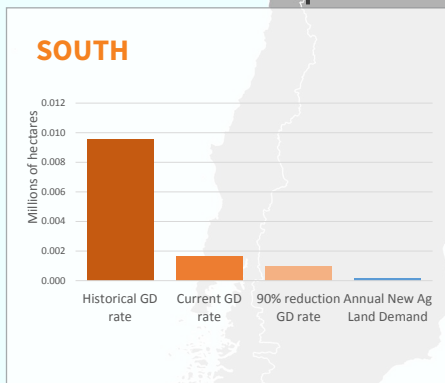 SOUTH
Millions of hectares
0.012
0.010
0.008
0.006
0.004
0.002
0.000
Historical GD rate
Current GD rate
90% reduction GD rate
Annual New Ag Land Demand